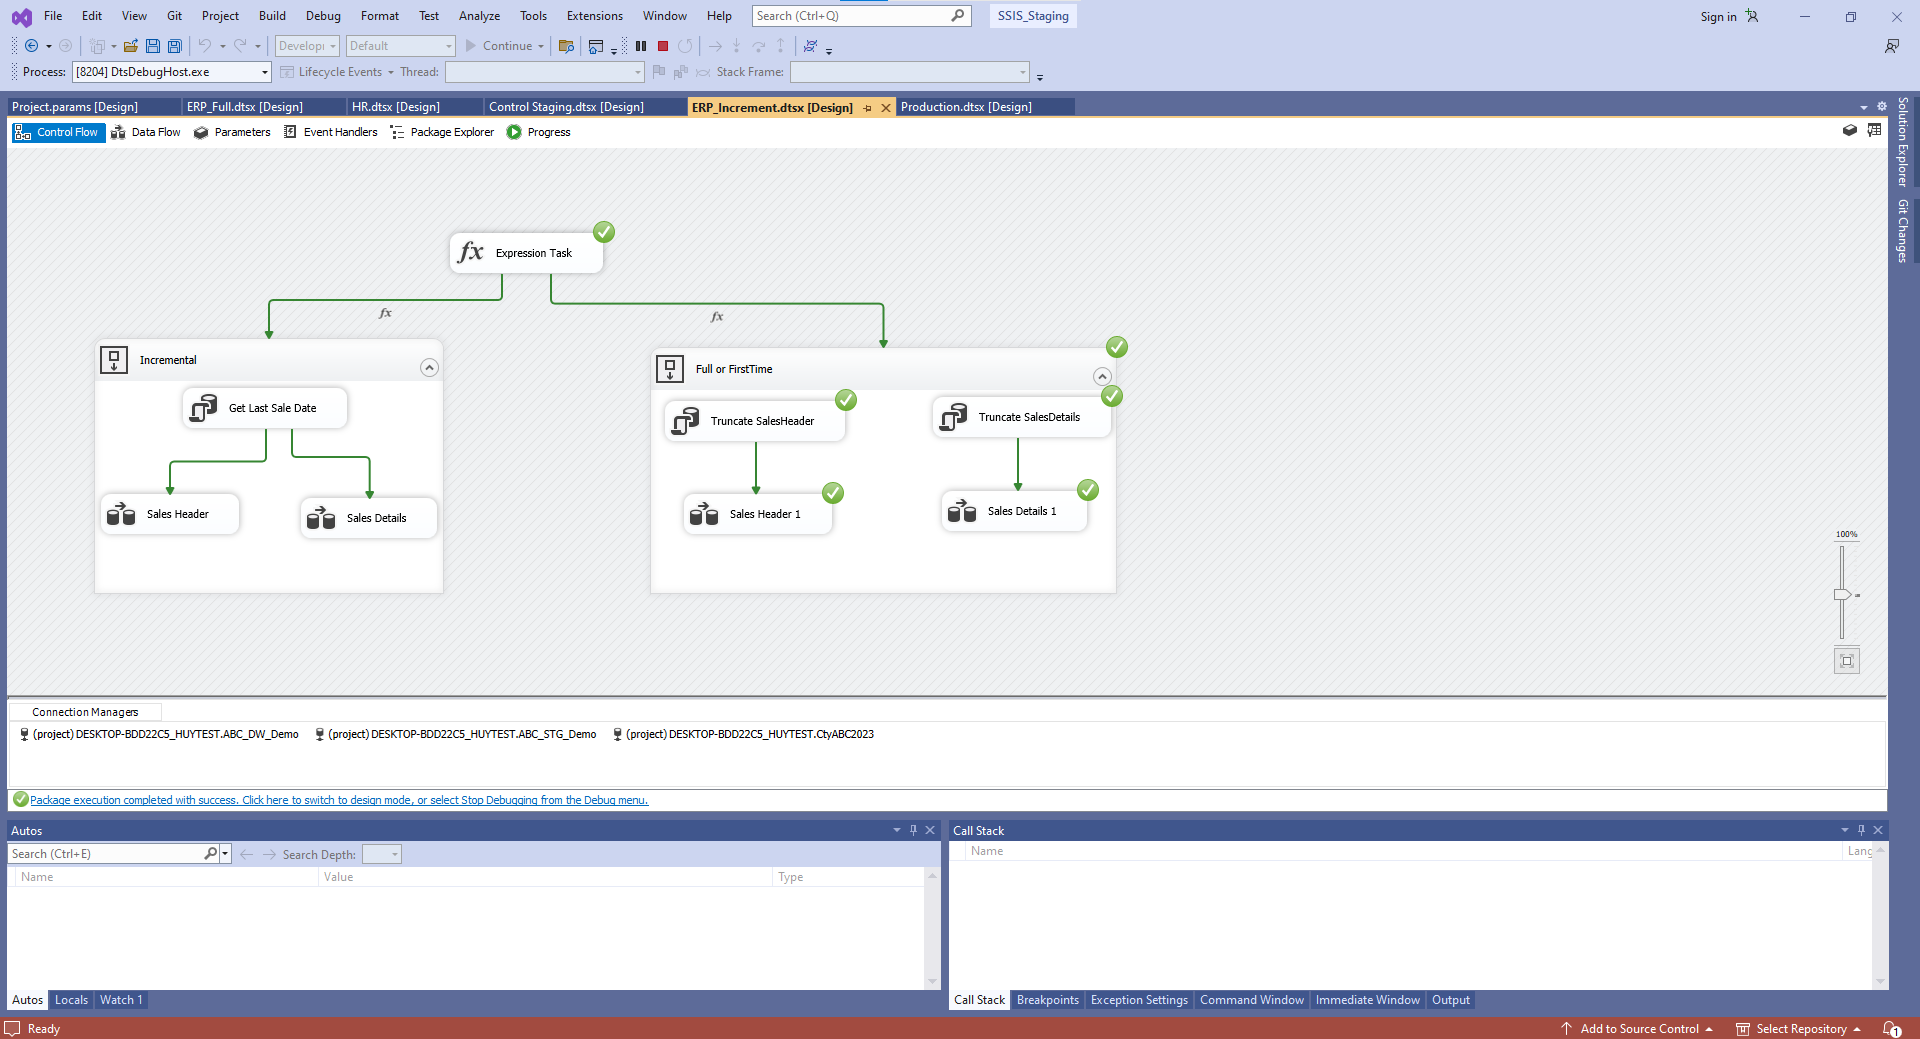 File Edit View Git Project Build Debug Format Test Analyze Tools Extensions Window Help Search (Ctrl+Q) SSIS_Staging Sign in
Default Continue
Process: [8204] DtsDebugHost.exe Lifecycle Events Thread: Stack Frame:
Project.params [Design] ERP_Full.dtsx [Design] HR.dtsx [Design] Control Staging.dtsx [Design] ERP_Increment.dtsx [Design] Production.dtsx [Design]
Control Flow Data Flow Parameters Event Handlers Package Explorer Progress
Solution Explorer
Git Changes
fx Expression Task
fx
fx
Incremental
Full or FirstTime
Get Last Sale Date
Truncate SalesHeader
Truncate SalesDetails
Sales Header
Sales Details
Sales Header 1
Sales Details 1
100%
Connection Managers
(project) DESKTOP-BDD22C5_HUYTEST.ABC_DW_Demo (project) DESKTOP-BDD22C5_HUYTEST.ABC_STG_Demo (project) DESKTOP-BDD22C5_HUYTEST.CtyABC2023
Package execution completed with success. Click here to switch to design mode, or select Stop Debugging from the Debug menu.
Autos
Search (Ctrl+E) Search Depth:
Name Value Type
Autos Locals Watch 1
Call Stack
Name Lang
Call Stack Breakpoints Exception Settings Command Window Immediate Window Output
Ready Add to Source Control Select Repository 1